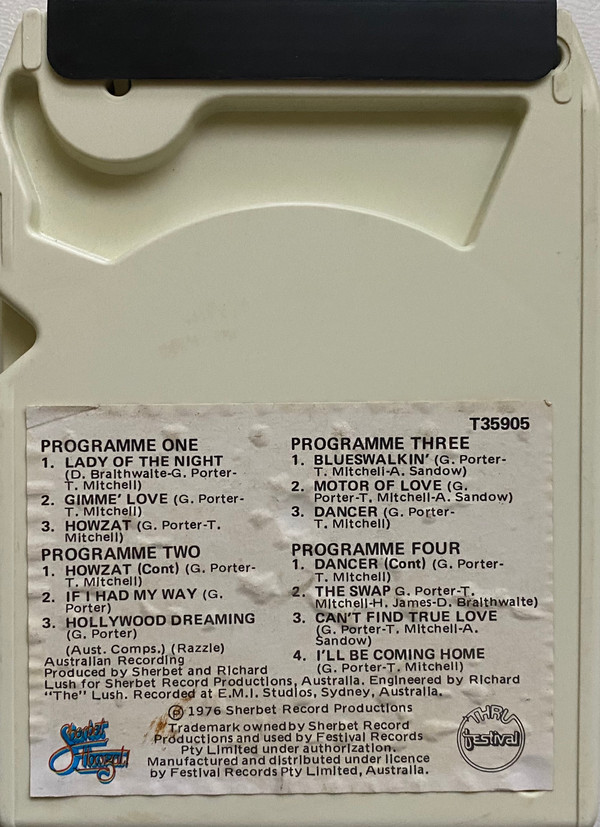 T35905
PROGRAMME ONE
1. LADY OF THE NIGHT
(D. Braithwaite-G. Porter-
T. Mitchell)
2. GIMME' LOVE (G. Porter-
T. Mitchell)
3. HOWZAT (G. Porter-T.
Mitchell)
PROGRAMME TWO
1. HOWZAT (Cont) (G. Porter-
T. Mitchell)
2. IF I HAD MY WAY (G.
Porter)
3. HOLLYWOOD DREAMING
(G. Porter)
(Aust. Comps.) (Razzle)
PROGRAMME THREE
1. BLUESWALKIN' (G. Porter-
T. Mitchell-A. Sandow)
2. MOTOR OF LOVE (G.
Porter-T. Mitchell-A. Sandow)
3. DANCER (G. Porter-
T. Mitchell)
PROGRAMME FOUR
1. DANCER (Cont) (G. Porter-
T. Mitchell)
2. THE SWAP G. Porter-T.
Mitchell-H. James-D. Braithwaite)
3. CAN'T FIND TRUE LOVE
(G. Porter-T. Mitchell-A.
Sandow)
4. I'LL BE COMING HOME
(G. Porter-T. Mitchell)
Australian Recording
Produced by Sherbet and Richard
Lush for Sherbet Record Productions, Australia. Engineered by Richard
"The" Lush. Recorded at E.M.I. Studios, Sydney, Australia.
℗ 1976 Sherbet Record Productions
Trademark owned by Sherbet Record
Productions and used by Festival Records
Pty Limited under authorization.
Manufactured and distributed under licence
by Festival Records Pty Limited, Australia.
Sherbet
Howzat
THRU
festival